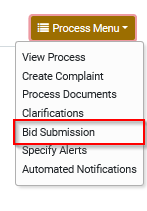 Process Menu
View Process
Create Complaint
Process Documents
Clarifications
Bid Submission
Specify Alerts
Automated Notifications